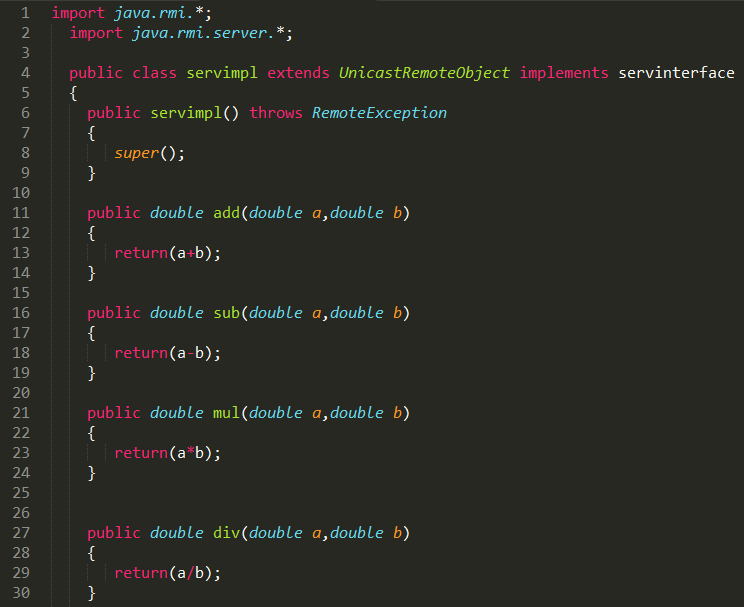 1 import java.rmi.*;
2 import java.rmi.server.*;
3
4 public class servimpl extends UnicastRemoteObject implements servinterface
5 {
6 public servimpl() throws RemoteException
7 {
8 super();
9 }
10
11 public double add(double a,double b)
12 {
13 return(a+b);
14 }
15
16 public double sub(double a,double b)
17 {
18 return(a-b);
19 }
20
21 public double mul(double a,double b)
22 {
23 return(a*b);
24 }
25
26
27 public double div(double a,double b)
28 {
29 return(a/b);
30 }